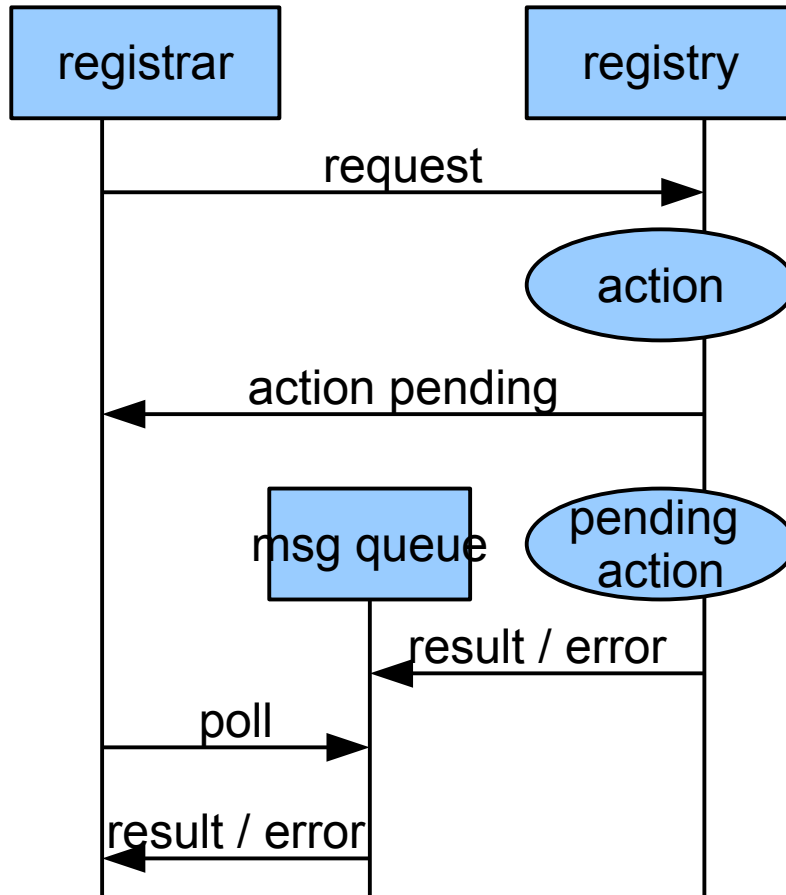 registrar
registry
request
action
action pending
msg queue
pending
action
result / error
poll
result / error